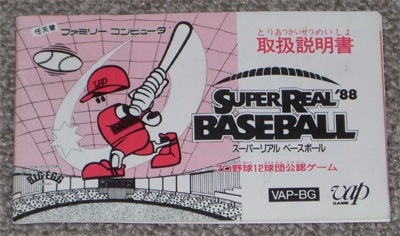 任天堂 ファミリー コンピュータ
とりあつかいせつめいしょ
取扱説明書
VAP
SUPER REAL '88
BASEBALL
スーパーリアル ベースボール
BIG EGG
プロ野球12球団公認ゲーム
VAP-BG
vap
GAME